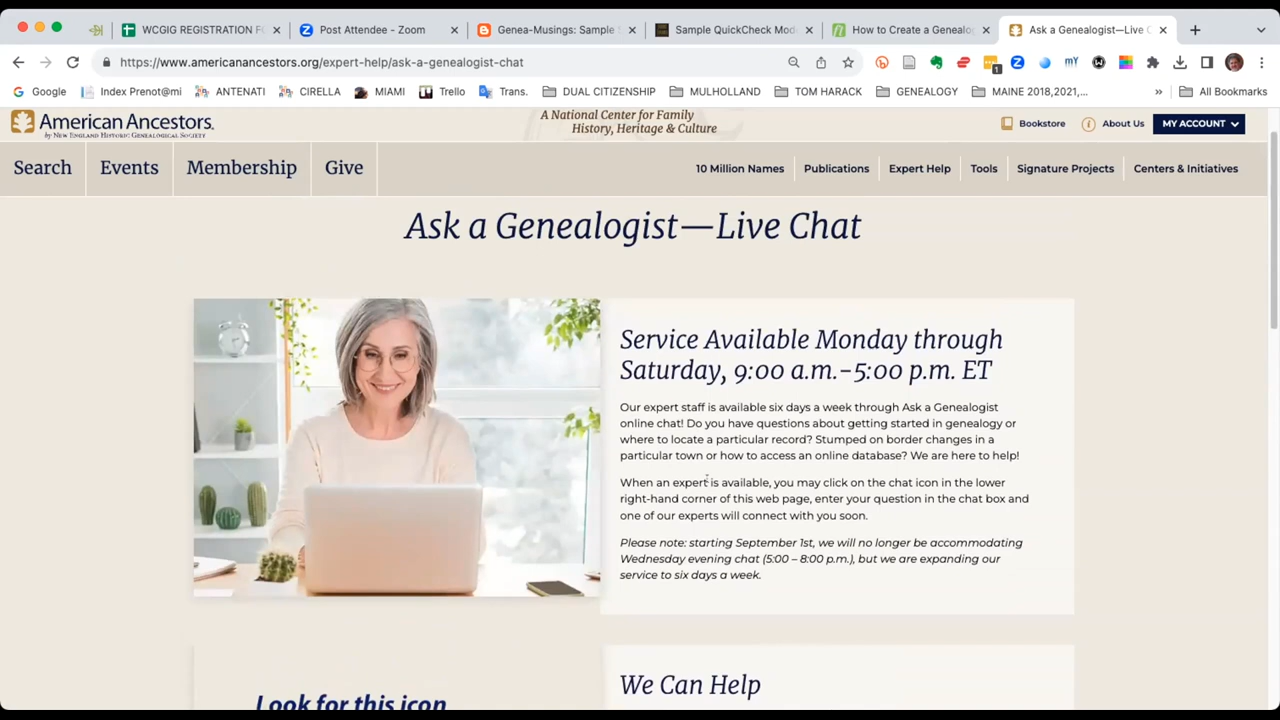 WCGIG REGISTRATION F
Post Attendee - Zoom
Genea-Musings: Sample
Sample QuickCheck Mod
How to Create a Genealog
Ask a Genealogist—Live C
https://www.americanancestors.org/expert-help/ask-a-genealogist-chat
1
mY
Google
Index Prenot@mi
ANTENATI
CIRELLA
MIAMI
Trello
Trans.
DUAL CITIZENSHIP
MULHOLLAND
TOM HARACK
GENEALOGY
MAINE 2018,2021,...
»
All Bookmarks
American Ancestors
by NEW ENGLAND HISTORIC GENEALOGICAL SOCIETY
A National Center for Family
History, Heritage & Culture
Bookstore
About Us
MY ACCOUNT
Search
Events
Membership
Give
10 Million Names
Publications
Expert Help
Tools
Signature Projects
Centers & Initiatives
Ask a Genealogist—Live Chat
Service Available Monday through
Saturday, 9:00 a.m.–5:00 p.m. ET
Our expert staff is available six days a week through Ask a Genealogist
online chat! Do you have questions about getting started in genealogy or
where to locate a particular record? Stumped on border changes in a
particular town or how to access an online database? We are here to help!
When an expert is available, you may click on the chat icon in the lower
right-hand corner of this web page, enter your question in the chat box and
one of our experts will connect with you soon.
Please note: starting September 1st, we will no longer be accommodating
Wednesday evening chat (5:00 – 8:00 p.m.), but we are expanding our
service to six days a week.
Look for this icon
We Can Help